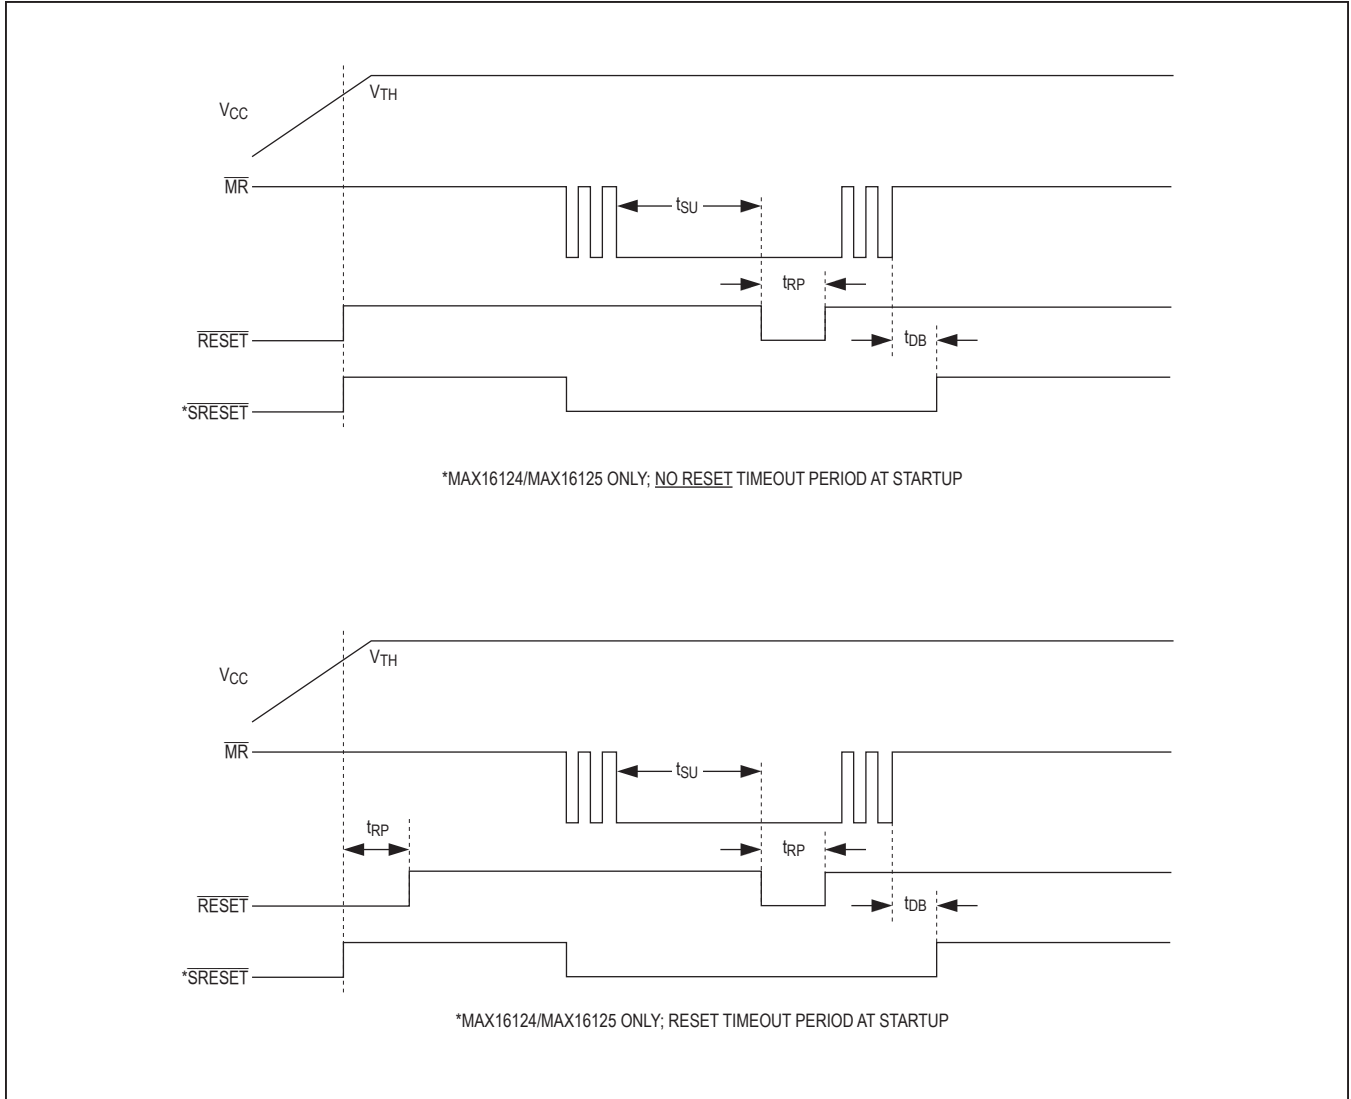 VCC
VTH
MR
tSU
tRP
RESET
tDB
*SRESET
*MAX16124/MAX16125 ONLY; NO RESET TIMEOUT PERIOD AT STARTUP
VCC
VTH
MR
tSU
tRP
tRP
RESET
tDB
*SRESET
*MAX16124/MAX16125 ONLY; RESET TIMEOUT PERIOD AT STARTUP